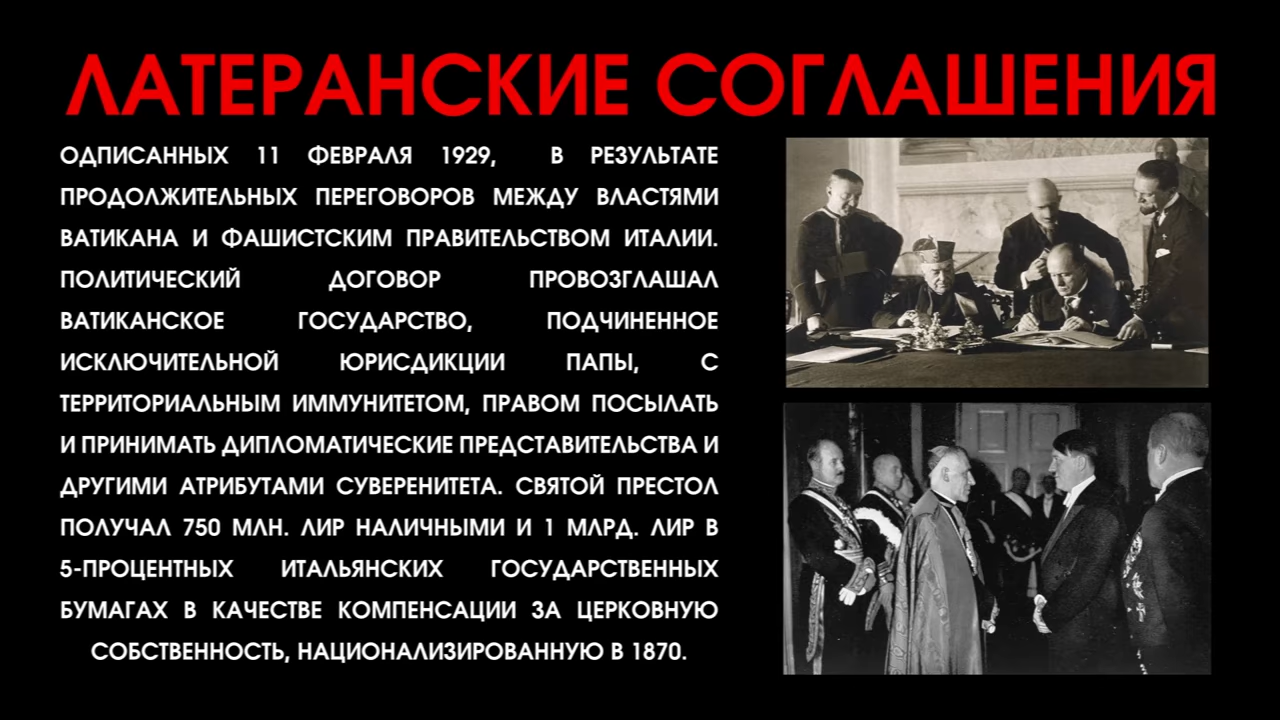 ЛАТЕРАНСКИЕ СОГЛАШЕНИЯ
ОДПИСАННЫХ 11 ФЕВРАЛЯ 1929, В РЕЗУЛЬТАТЕ
ПРОДОЛЖИТЕЛЬНЫХ ПЕРЕГОВОРОВ МЕЖДУ ВЛАСТЯМИ
ВАТИКАНА И ФАШИСТСКИМ ПРАВИТЕЛЬСТВОМ ИТАЛИИ.
ПОЛИТИЧЕСКИЙ ДОГОВОР ПРОВОЗГЛАШАЛ
ВАТИКАНСКОЕ ГОСУДАРСТВО, ПОДЧИНЕННОЕ
ИСКЛЮЧИТЕЛЬНОЙ ЮРИСДИКЦИИ ПАПЫ, С
ТЕРРИТОРИАЛЬНЫМ ИММУНИТЕТОМ, ПРАВОМ ПОСЫЛАТЬ
И ПРИНИМАТЬ ДИПЛОМАТИЧЕСКИЕ ПРЕДСТАВИТЕЛЬСТВА И
ДРУГИМИ АТРИБУТАМИ СУВЕРЕНИТЕТА. СВЯТОЙ ПРЕСТОЛ
ПОЛУЧАЛ 750 МЛН. ЛИР НАЛИЧНЫМИ И 1 МЛРД. ЛИР В
5-ПРОЦЕНТНЫХ ИТАЛЬЯНСКИХ ГОСУДАРСТВЕННЫХ
БУМАГАХ В КАЧЕСТВЕ КОМПЕНСАЦИИ ЗА ЦЕРКОВНУЮ
СОБСТВЕННОСТЬ, НАЦИОНАЛИЗИРОВАННУЮ В 1870.